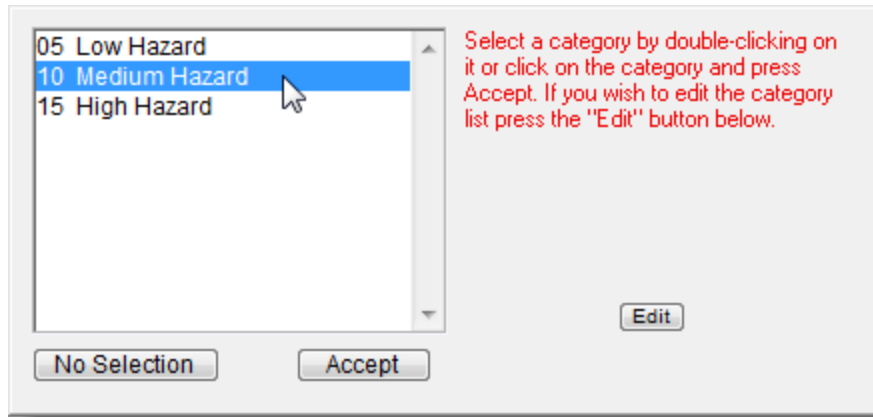 05 Low Hazard
10 Medium Hazard
15 High Hazard
Select a category by double-clicking on
it or click on the category and press
Accept. If you wish to edit the category
list press the "Edit" button below.
Edit
No Selection
Accept